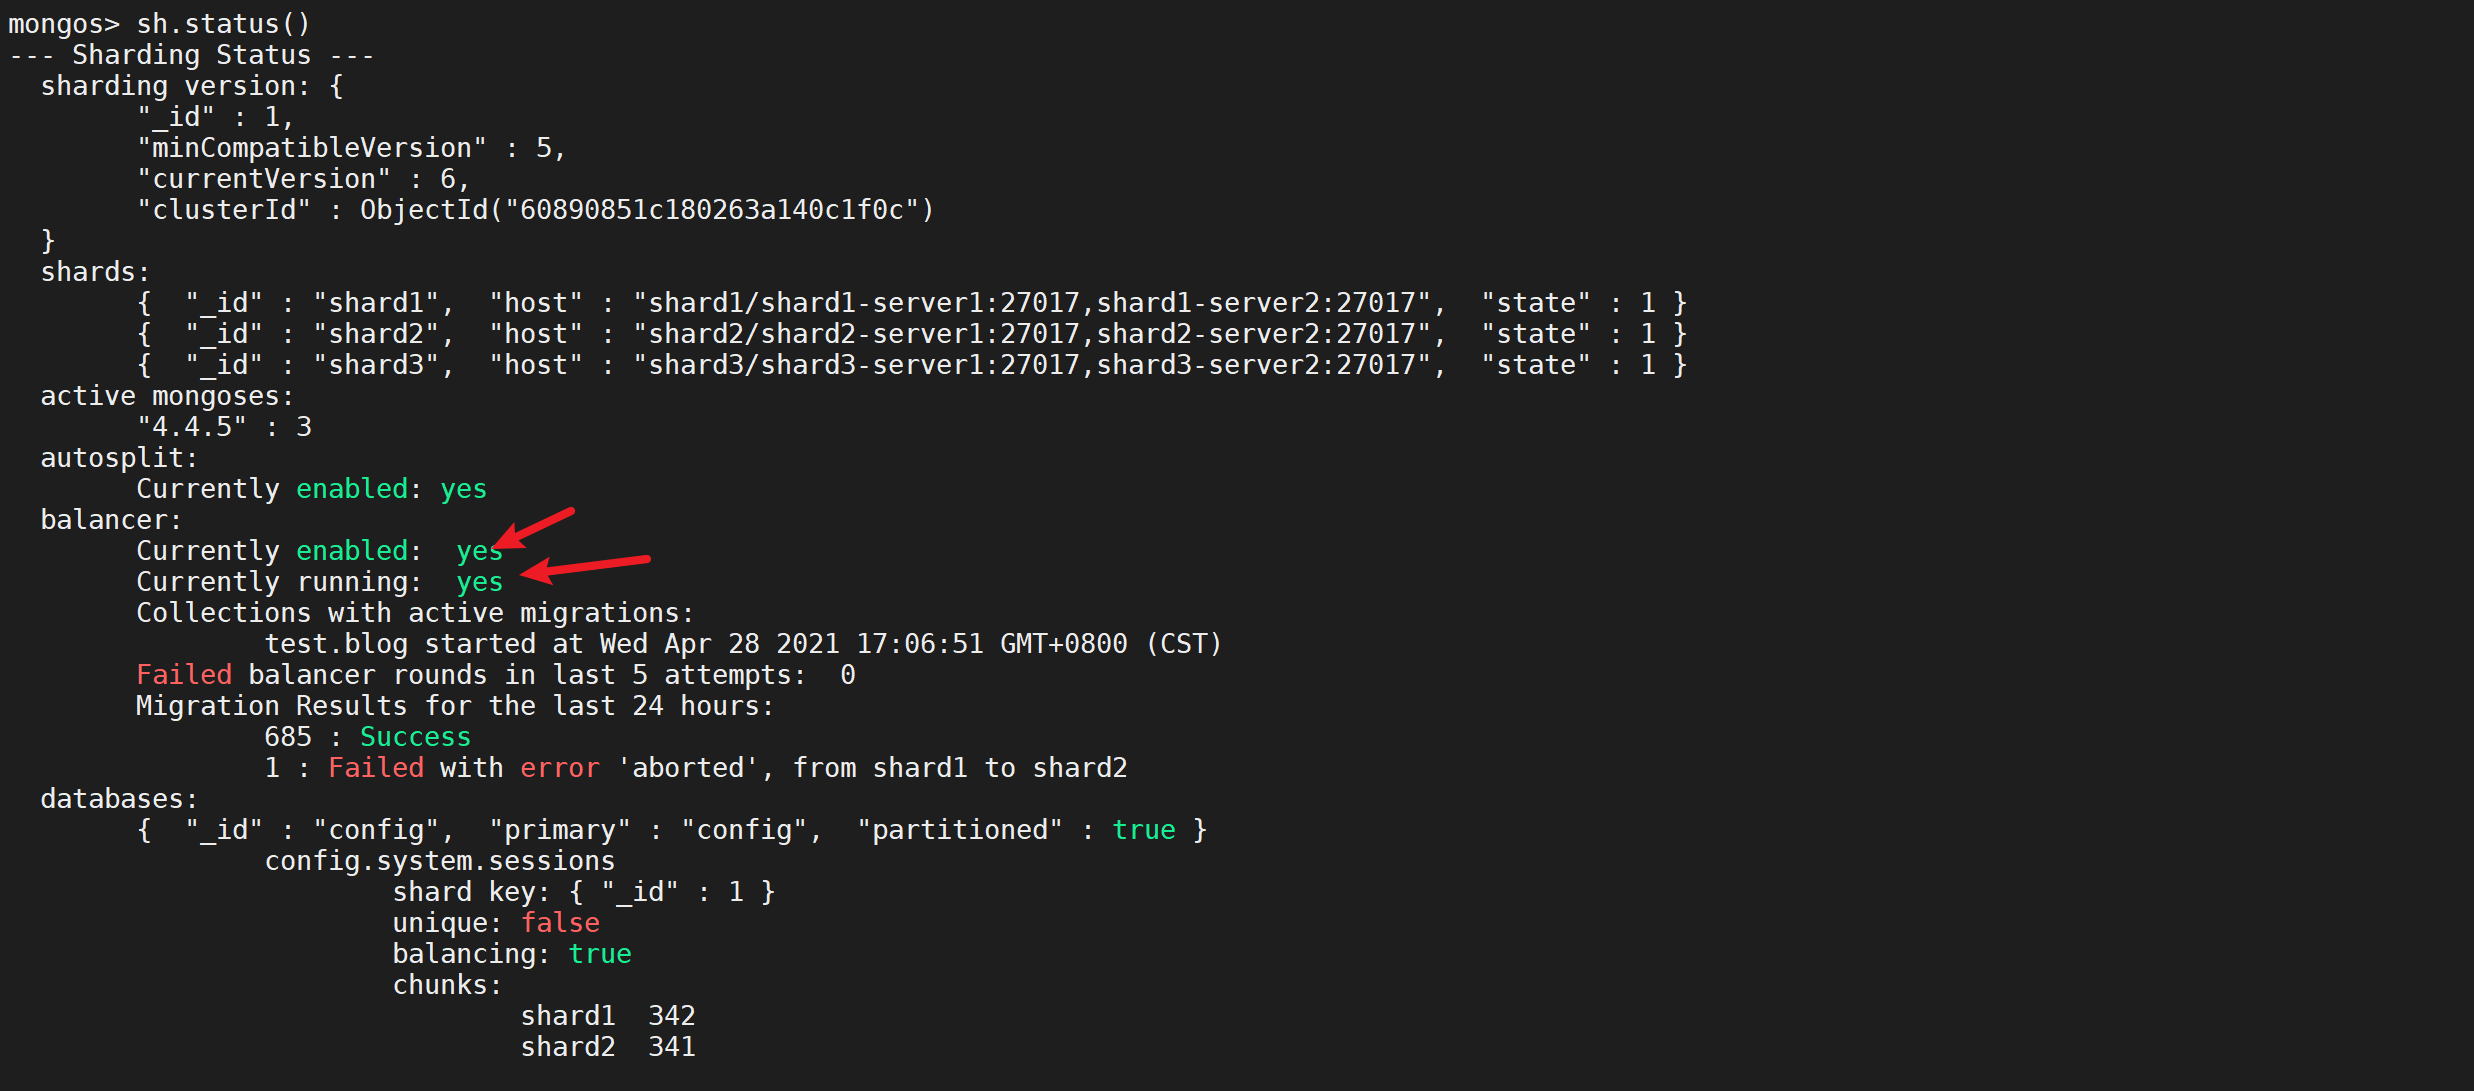 mongos> sh.status()
--- Sharding Status ---
  sharding version: {
        "_id" : 1,
        "minCompatibleVersion" : 5,
        "currentVersion" : 6,
        "clusterId" : ObjectId("60890851c180263a140c1f0c")
  }
  shards:
        {  "_id" : "shard1",  "host" : "shard1/shard1-server1:27017,shard1-server2:27017",  "state" : 1 }
        {  "_id" : "shard2",  "host" : "shard2/shard2-server1:27017,shard2-server2:27017",  "state" : 1 }
        {  "_id" : "shard3",  "host" : "shard3/shard3-server1:27017,shard3-server2:27017",  "state" : 1 }
  active mongoses:
        "4.4.5" : 3
  autosplit:
        Currently enabled: yes
  balancer:
        Currently enabled:  yes
        Currently running:  yes
        Collections with active migrations:
                test.blog started at Wed Apr 28 2021 17:06:51 GMT+0800 (CST)
        Failed balancer rounds in last 5 attempts:  0
        Migration Results for the last 24 hours:
                685 : Success
                1 : Failed with error 'aborted', from shard1 to shard2
  databases:
        {  "_id" : "config",  "primary" : "config",  "partitioned" : true }
                config.system.sessions
                        shard key: { "_id" : 1 }
                        unique: false
                        balancing: true
                        chunks:
                                shard1  342
                                shard2  341